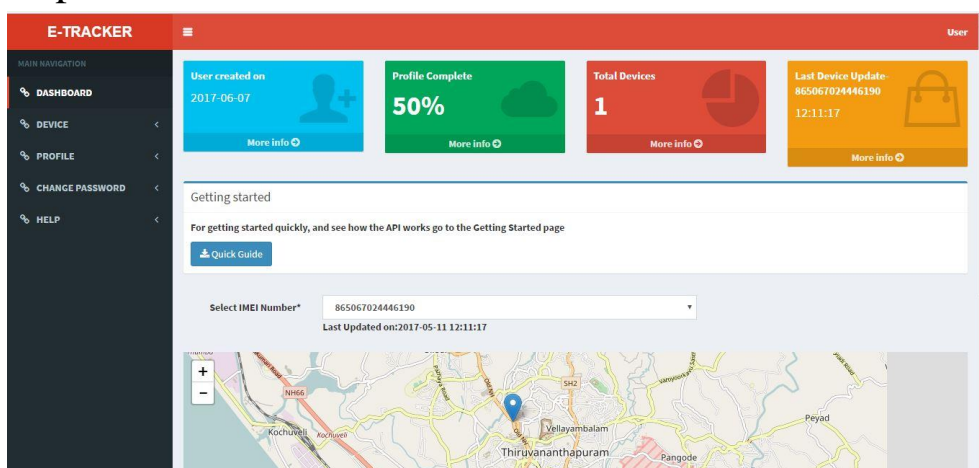 E-TRACKER
User
MAIN NAVIGATION
DASHBOARD
DEVICE
PROFILE
CHANGE PASSWORD
HELP
User created on
2017-06-07
More info
Profile Complete
50%
More info
Total Devices
1
More info
Last Device Update-
865067024446190
12:11:17
More info
Getting started
For getting started quickly, and see how the API works go to the Getting Started page
Quick Guide
Select IMEI Number*
865067024446190
Last Updated on:2017-05-11 12:11:17
+
-
NH66
SH2
Kochuveli
Kochuveli
Old NH
Old NH
Vellayambalam
Thiruvananthapuram
Pangode
Peyad